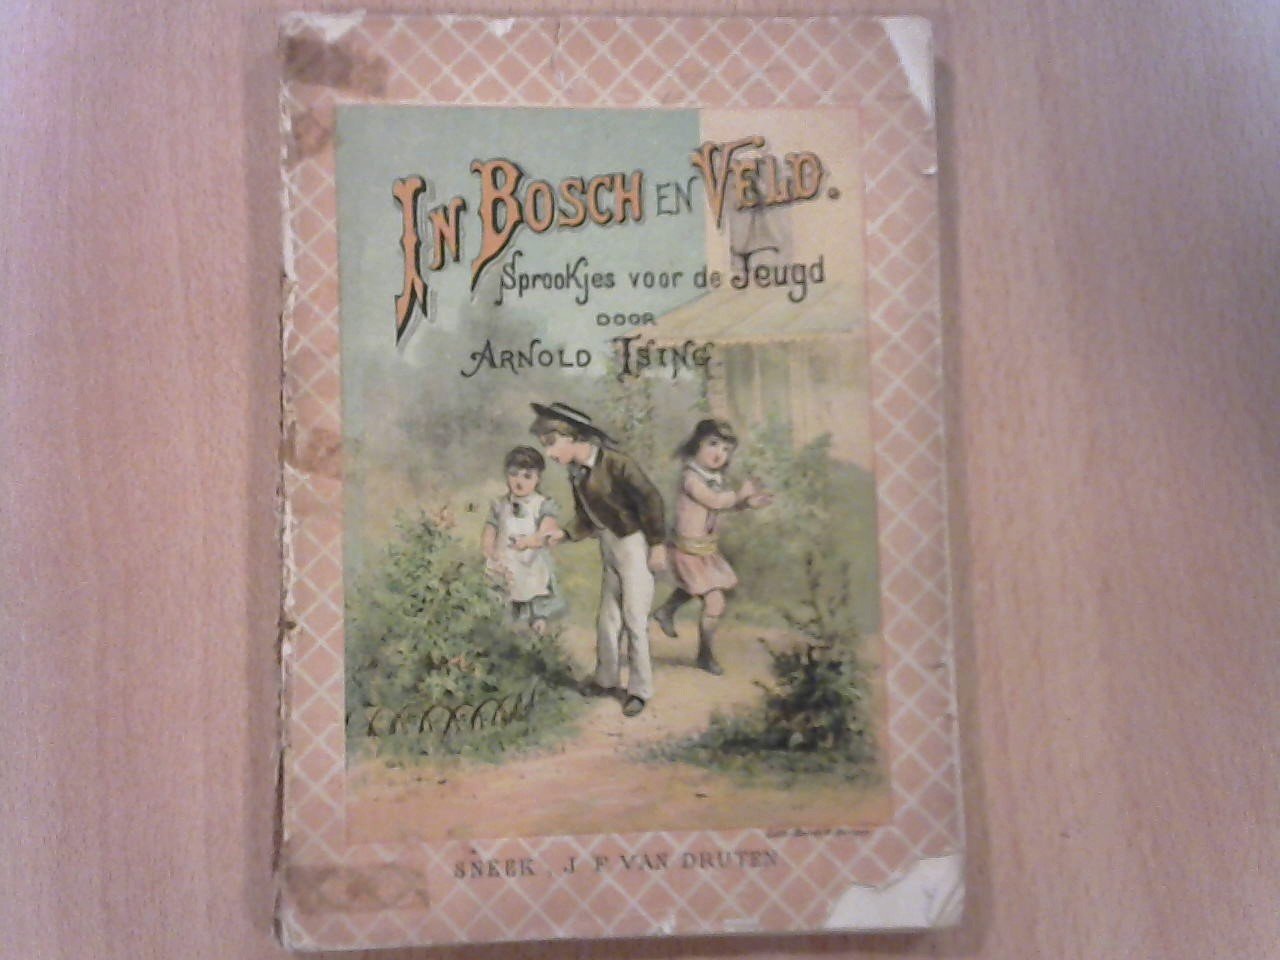 IN BOSCH EN VELD.
Sprookjes voor de Jeugd
DOOR
ARNOLD ISING.
SNEEK, J F VAN DRUTEN